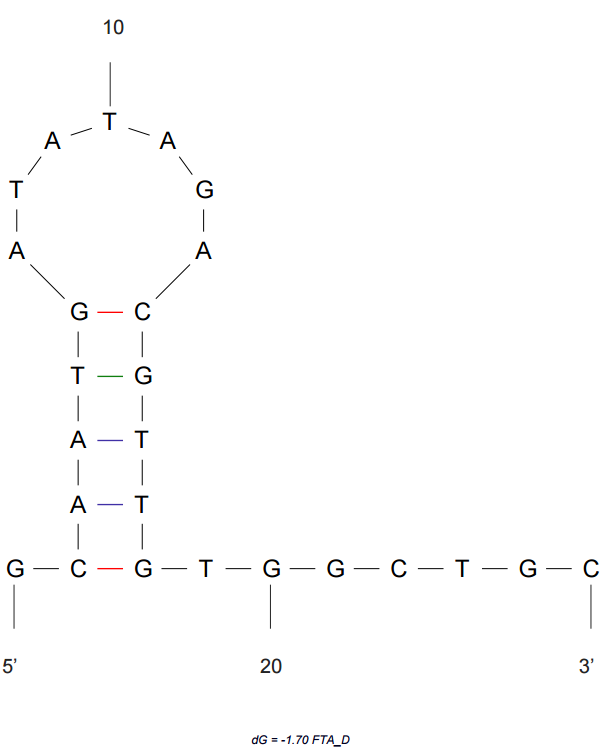 10
T
A A
T G
A A
G C
T G
A T
A T
G C G T G G C T G C
5' 20 3'
dG = -1.70 FTA_D